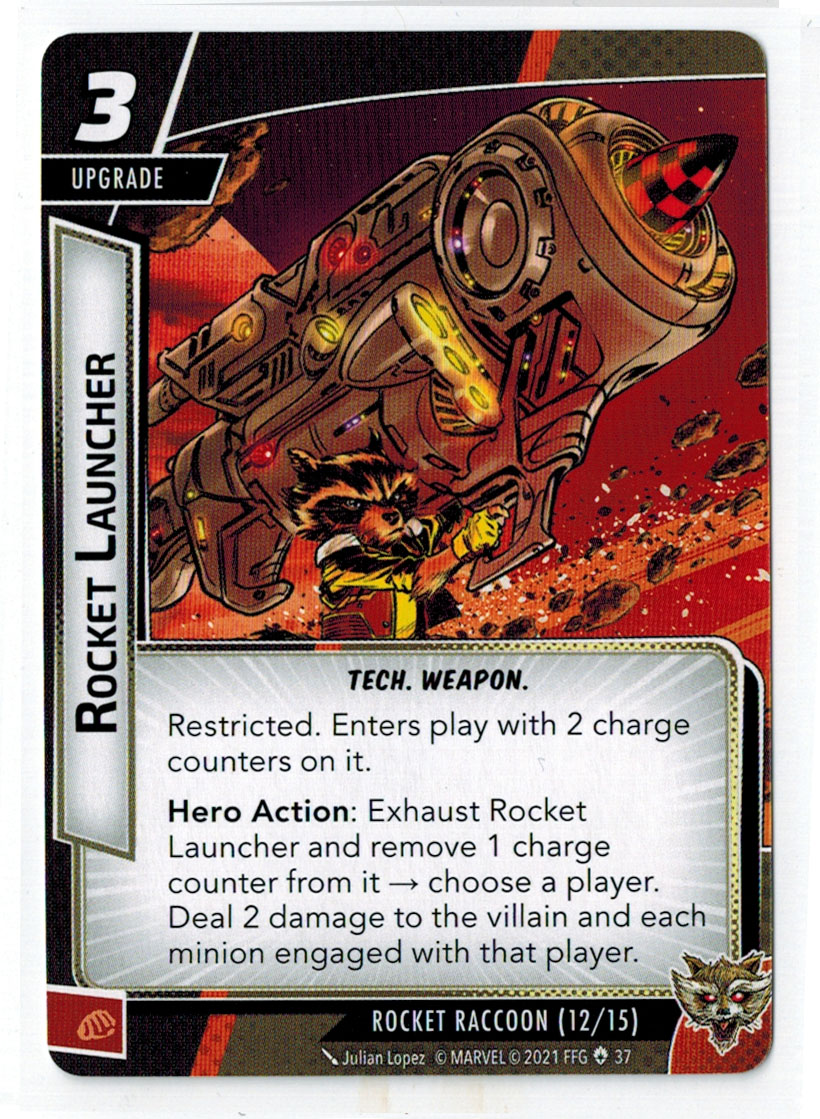 3
UPGRADE
ROCKET LAUNCHER
TECH. WEAPON.
Restricted. Enters play with 2 charge
counters on it.
Hero Action: Exhaust Rocket
Launcher and remove 1 charge
counter from it → choose a player.
Deal 2 damage to the villain and each
minion engaged with that player.
ROCKET RACCOON (12/15)
Julian Lopez © MARVEL © 2021 FFG 37